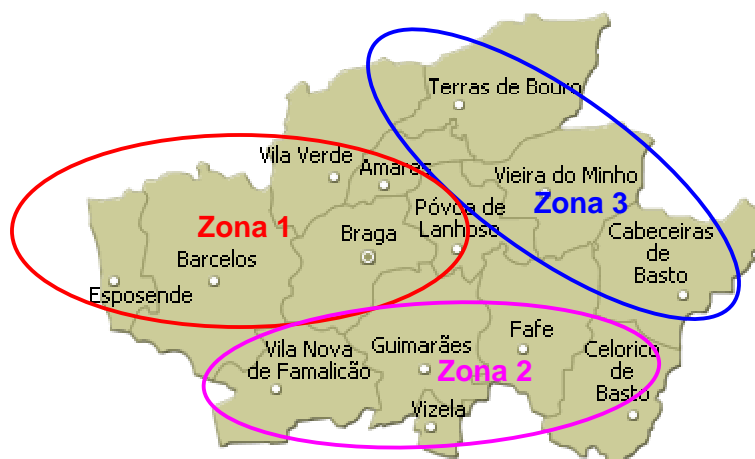 Terras de Bouro
Vila Verde
Amares
Vieira do Minho
Zona 3
Póvoa de
Lanhoso
Zona 1
Braga
Cabeceiras
de
Basto
Barcelos
Esposende
Fafe
Guimarães
Vila Nova
de Famalicão
Zona 2
Celorico
de
Basto
Vizela